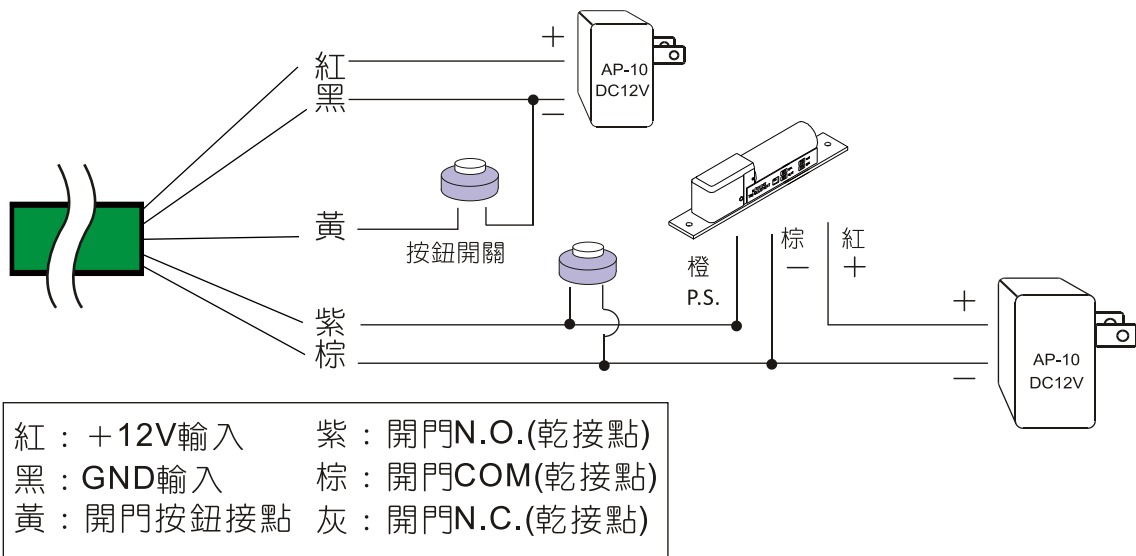 ＋
紅
AP-10
DC12V
黑
－
黃
按鈕開關
橙
P.S.
棕
－
紅
＋
紫
棕
＋
－
AP-10
DC12V
紅：＋12V輸入
黑：GND輸入
黃：開門按鈕接點
紫：開門N.O.(乾接點)
棕：開門COM(乾接點)
灰：開門N.C.(乾接點)